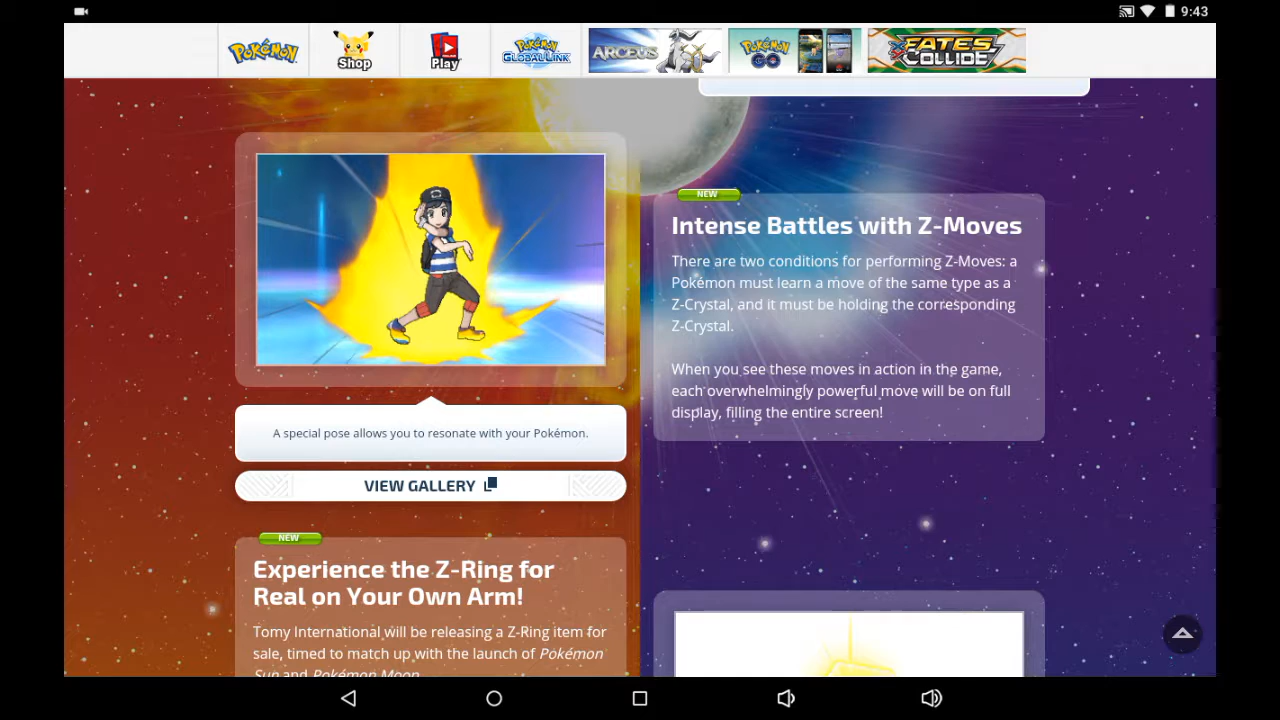 9:43
Pokémon
Shop
Play
Pokémon
GLOBAL LINK
ARCEUS
Pokémon
GO
FATES
COLLIDE
A special pose allows you to resonate with your Pokémon.
VIEW GALLERY
NEW
Experience the Z-Ring for
Real on Your Own Arm!
Tomy International will be releasing a Z-Ring item for
sale, timed to match up with the launch of Pokémon
Sun and Pokémon Moon.
NEW
Intense Battles with Z-Moves
There are two conditions for performing Z-Moves: a
Pokémon must learn a move of the same type as a
Z-Crystal, and it must be holding the corresponding
Z-Crystal.
When you see these moves in action in the game,
each overwhelmingly powerful move will be on full
display, filling the entire screen!